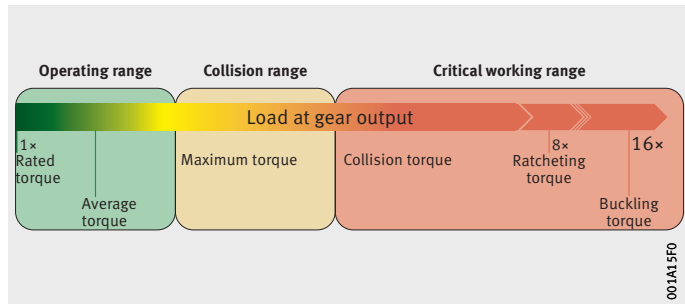 Operating range
Collision range
Critical working range
Load at gear output
1×
Rated
torque
Average
torque
Maximum torque
Collision torque
8×
Ratcheting
torque
16×
Buckling
torque
001A15F0